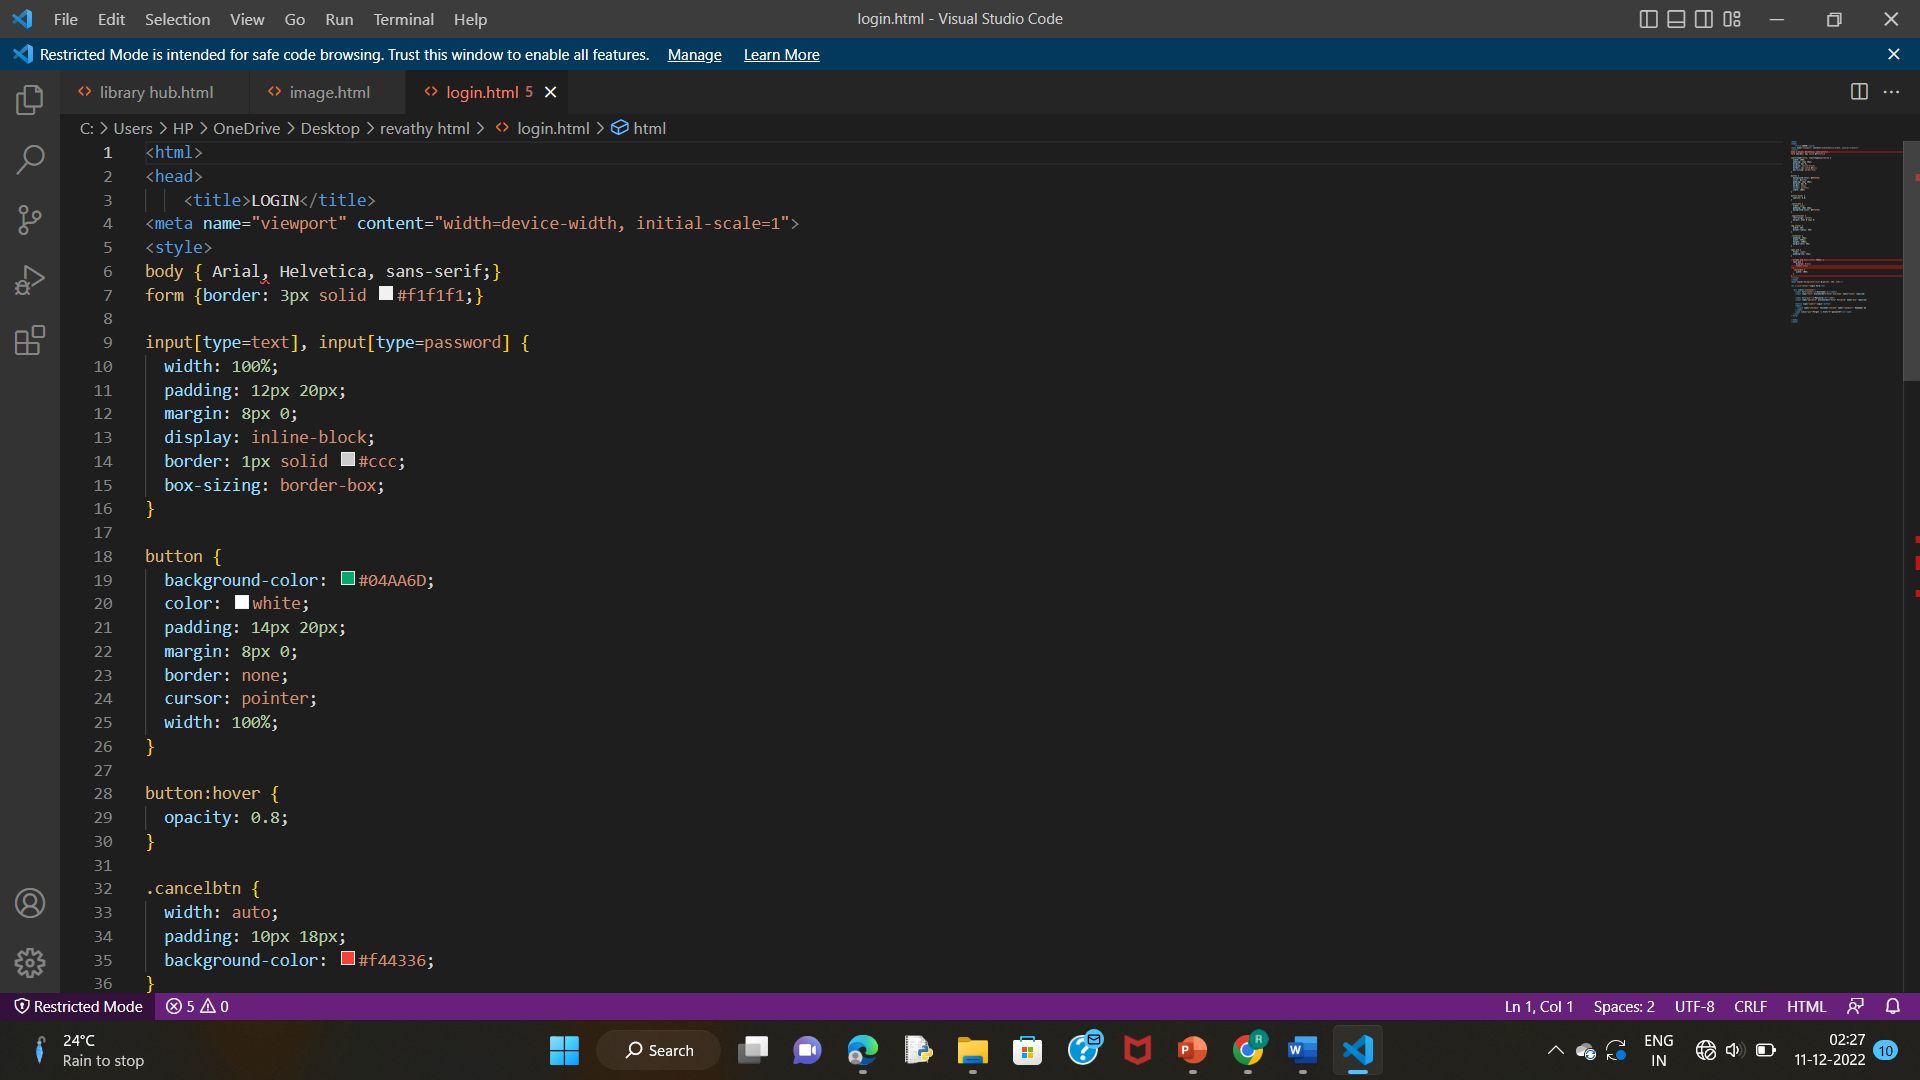 File Edit Selection View Go Run Terminal Help login.html - Visual Studio Code
Restricted Mode is intended for safe code browsing. Trust this window to enable all features. Manage Learn More
library hub.html image.html login.html 5
C: > Users > HP > OneDrive > Desktop > revathy html > login.html > html
1 <html>
2 <head>
3 <title>LOGIN</title>
4 <meta name="viewport" content="width=device-width, initial-scale=1">
5 <style>
6 body { Arial, Helvetica, sans-serif;}
7 form {border: 3px solid #f1f1f1;}
8
9 input[type=text], input[type=password] {
10 width: 100%;
11 padding: 12px 20px;
12 margin: 8px 0;
13 display: inline-block;
14 border: 1px solid #ccc;
15 box-sizing: border-box;
16 }
17
18 button {
19 background-color: #04AA6D;
20 color: white;
21 padding: 14px 20px;
22 margin: 8px 0;
23 border: none;
24 cursor: pointer;
25 width: 100%;
26 }
27
28 button:hover {
29 opacity: 0.8;
30 }
31
32 .cancelbtn {
33 width: auto;
34 padding: 10px 18px;
35 background-color: #f44336;
36 }
Restricted Mode 5 0 Ln 1, Col 1 Spaces: 2 UTF-8 CRLF HTML
24°C
Rain to stop
Search
ENG
IN
02:27
11-12-2022
10